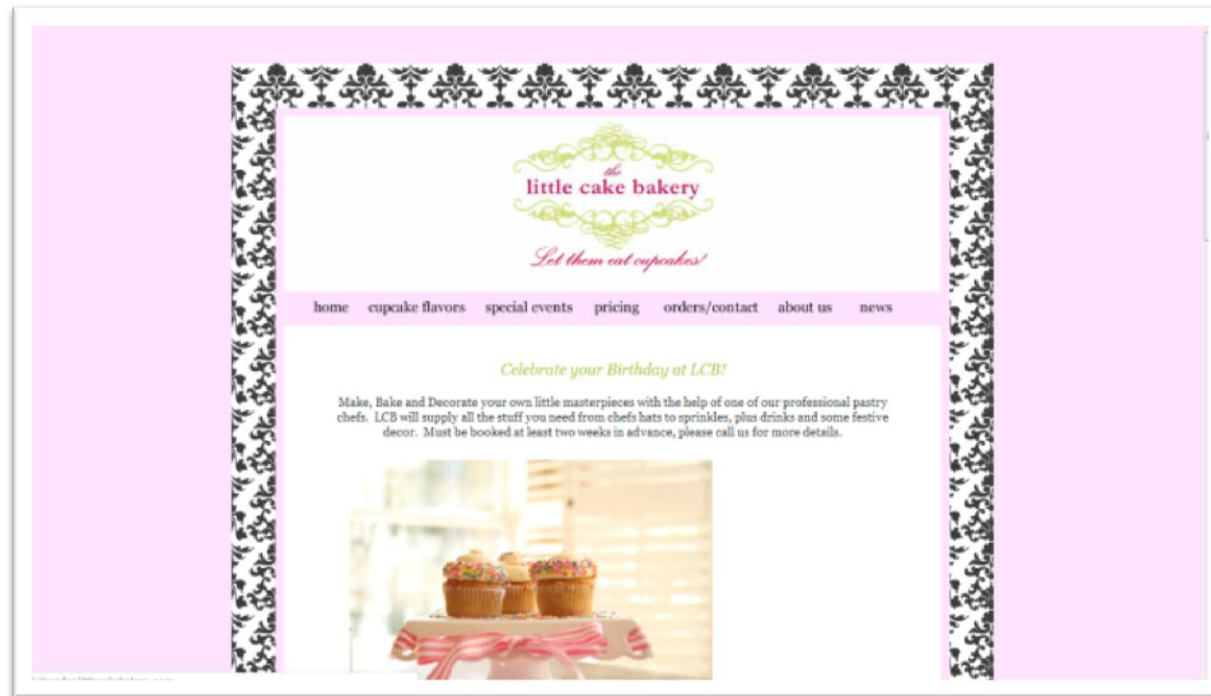 the
little cake bakery
Let them eat cupcakes!
home cupcake flavors special events pricing orders/contact about us news
Celebrate your Birthday at LCB!
Make, Bake and Decorate your own little masterpieces with the help of one of our professional pastry
chefs. LCB will supply all the stuff you need from chefs hats to sprinkles, plus drinks and some festive
decor. Must be booked at least two weeks in advance, please call us for more details.